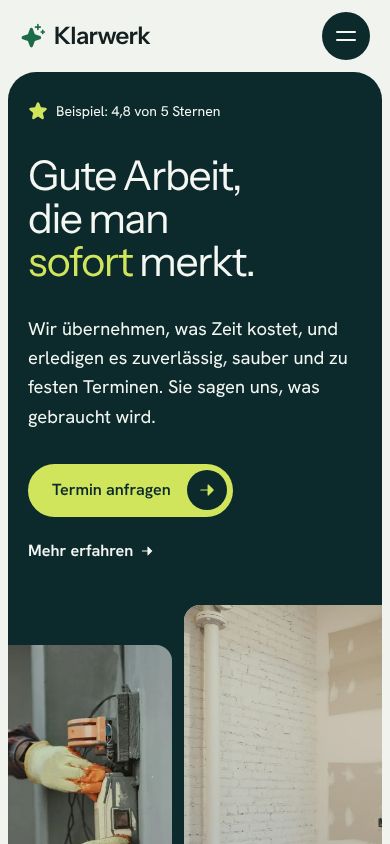 Klarwerk
Beispiel: 4,8 von 5 Sternen
Gute Arbeit,
die man
sofort merkt.
Wir übernehmen, was Zeit kostet, und
erledigen es zuverlässig, sauber und zu
festen Terminen. Sie sagen uns, was
gebraucht wird.
Termin anfragen
Mehr erfahren